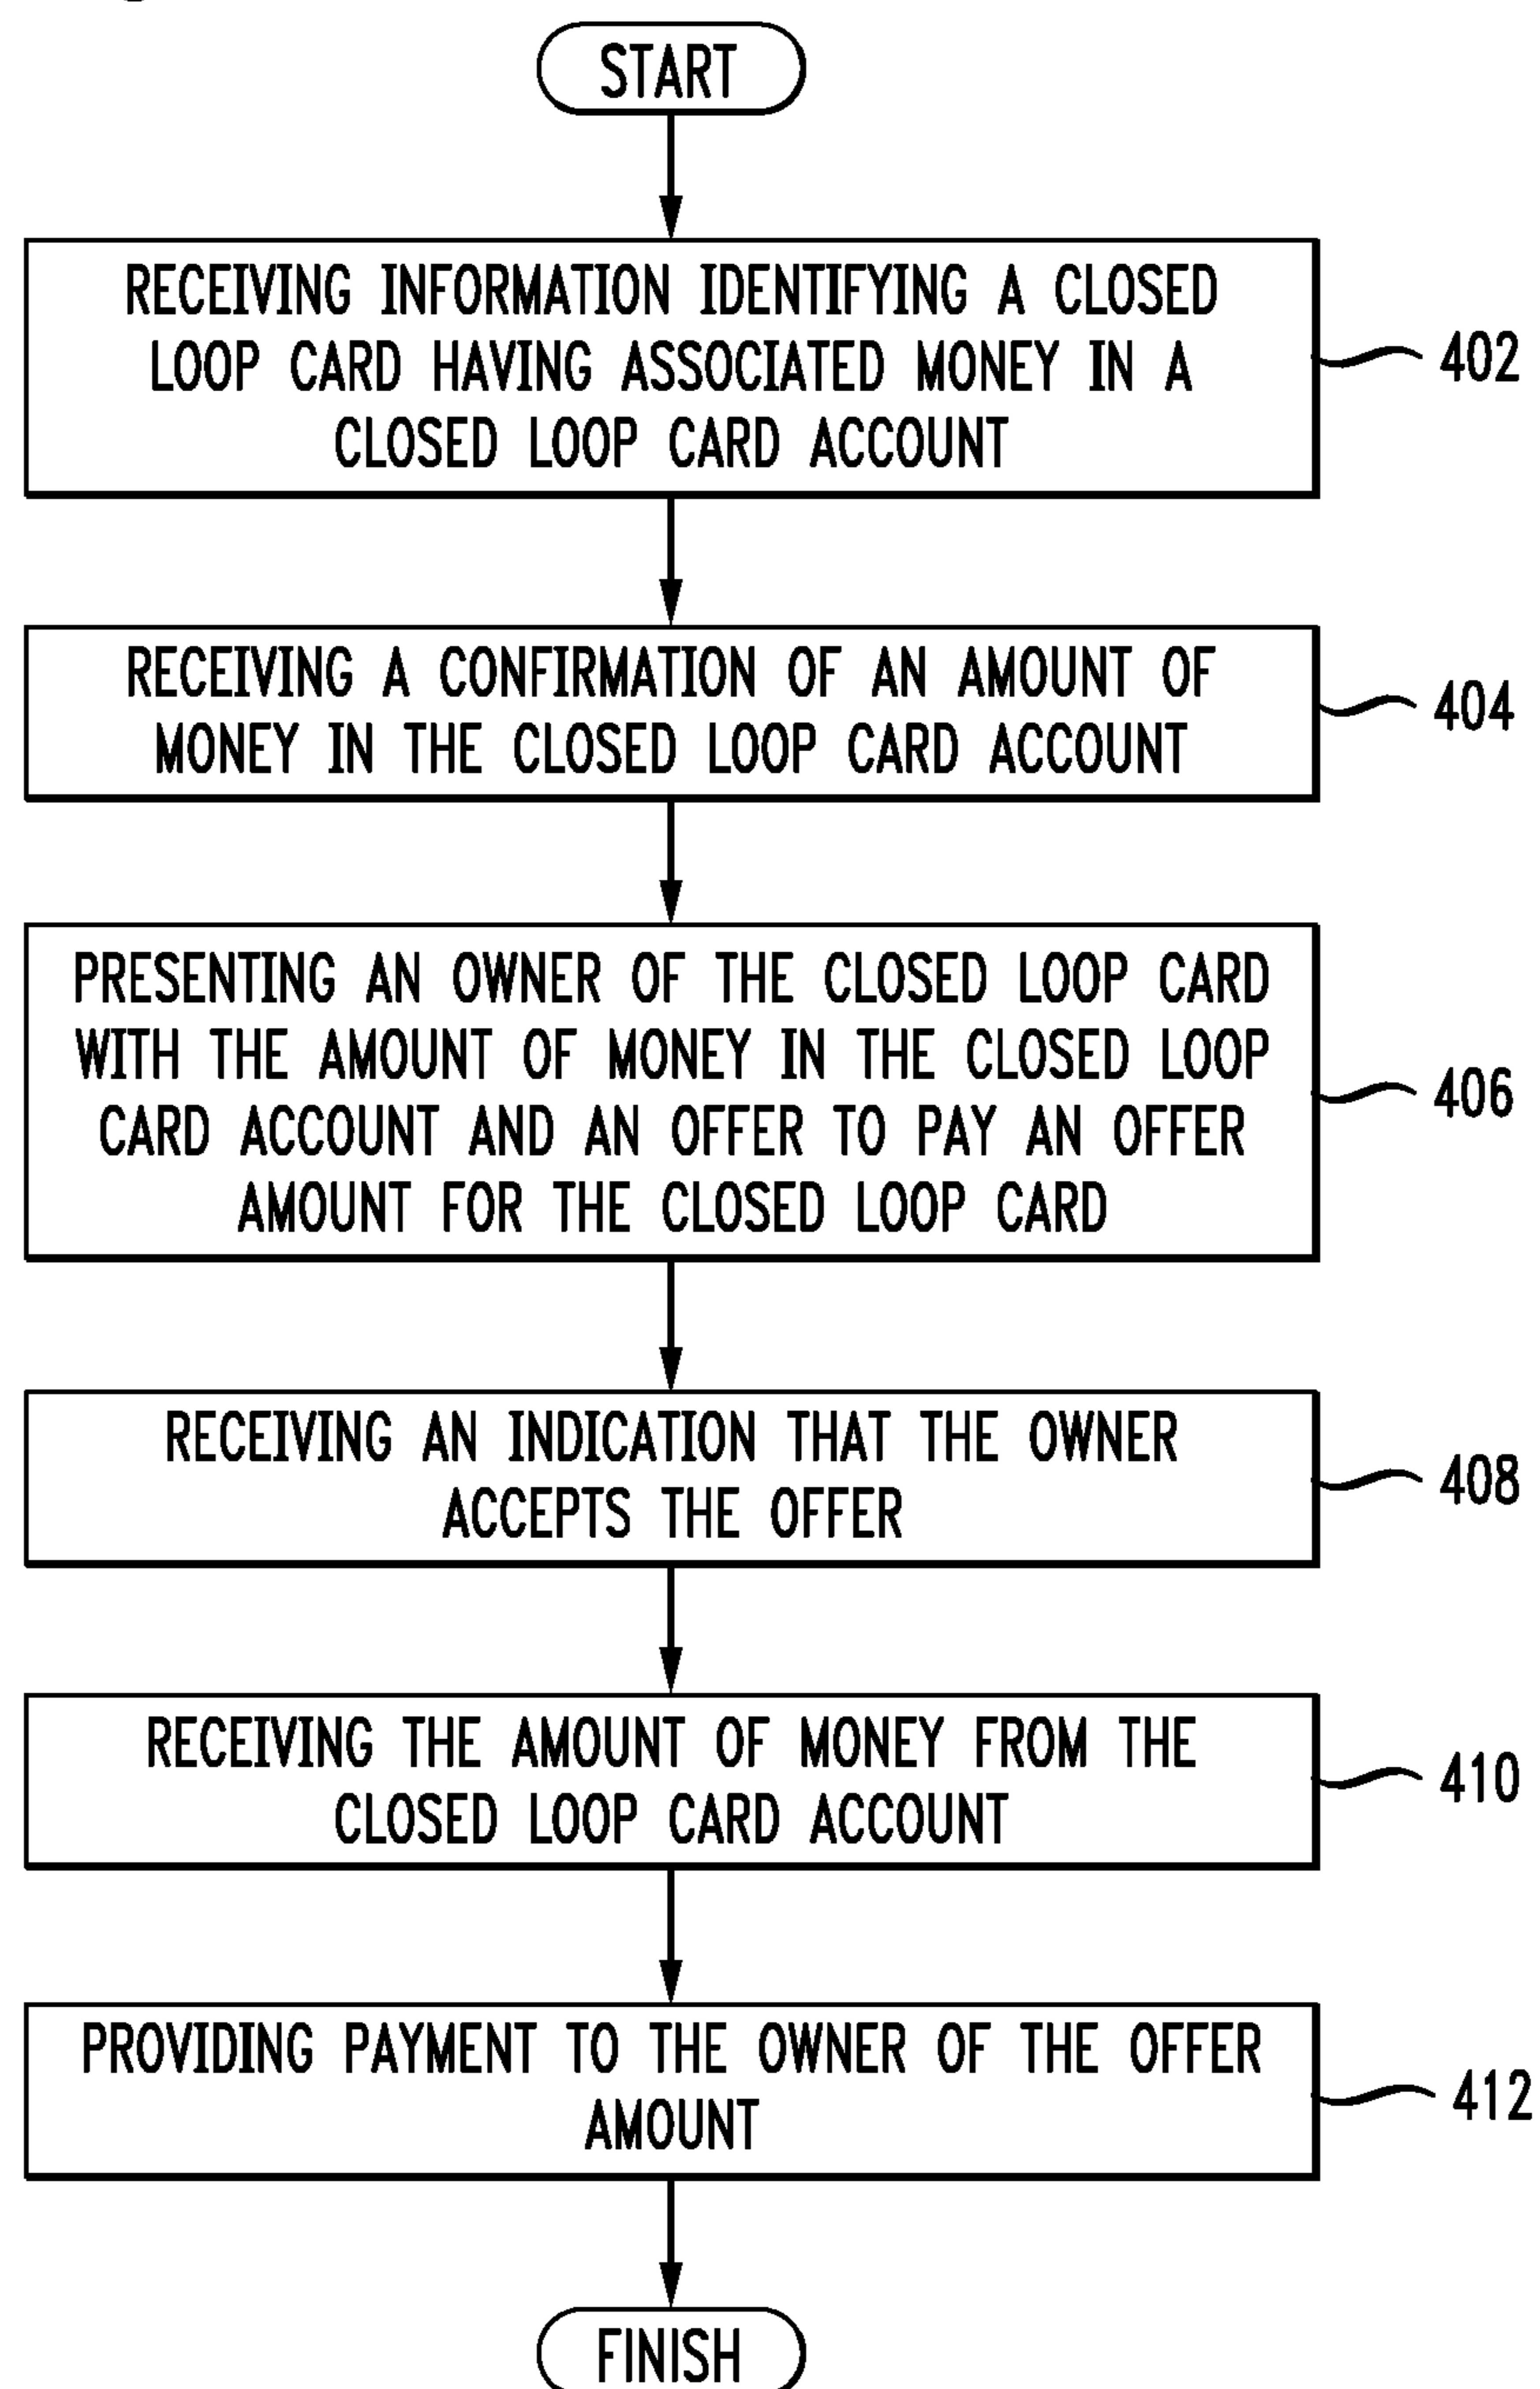 START
RECEIVING INFORMATION IDENTIFYING A CLOSED
LOOP CARD HAVING ASSOCIATED MONEY IN A
CLOSED LOOP CARD ACCOUNT
402
RECEIVING A CONFIRMATION OF AN AMOUNT OF
MONEY IN THE CLOSED LOOP CARD ACCOUNT
404
PRESENTING AN OWNER OF THE CLOSED LOOP CARD
WITH THE AMOUNT OF MONEY IN THE CLOSED LOOP
CARD ACCOUNT AND AN OFFER TO PAY AN OFFER
AMOUNT FOR THE CLOSED LOOP CARD
406
RECEIVING AN INDICATION THAT THE OWNER
ACCEPTS THE OFFER
408
RECEIVING THE AMOUNT OF MONEY FROM THE
CLOSED LOOP CARD ACCOUNT
410
PROVIDING PAYMENT TO THE OWNER OF THE OFFER
AMOUNT
412
FINISH